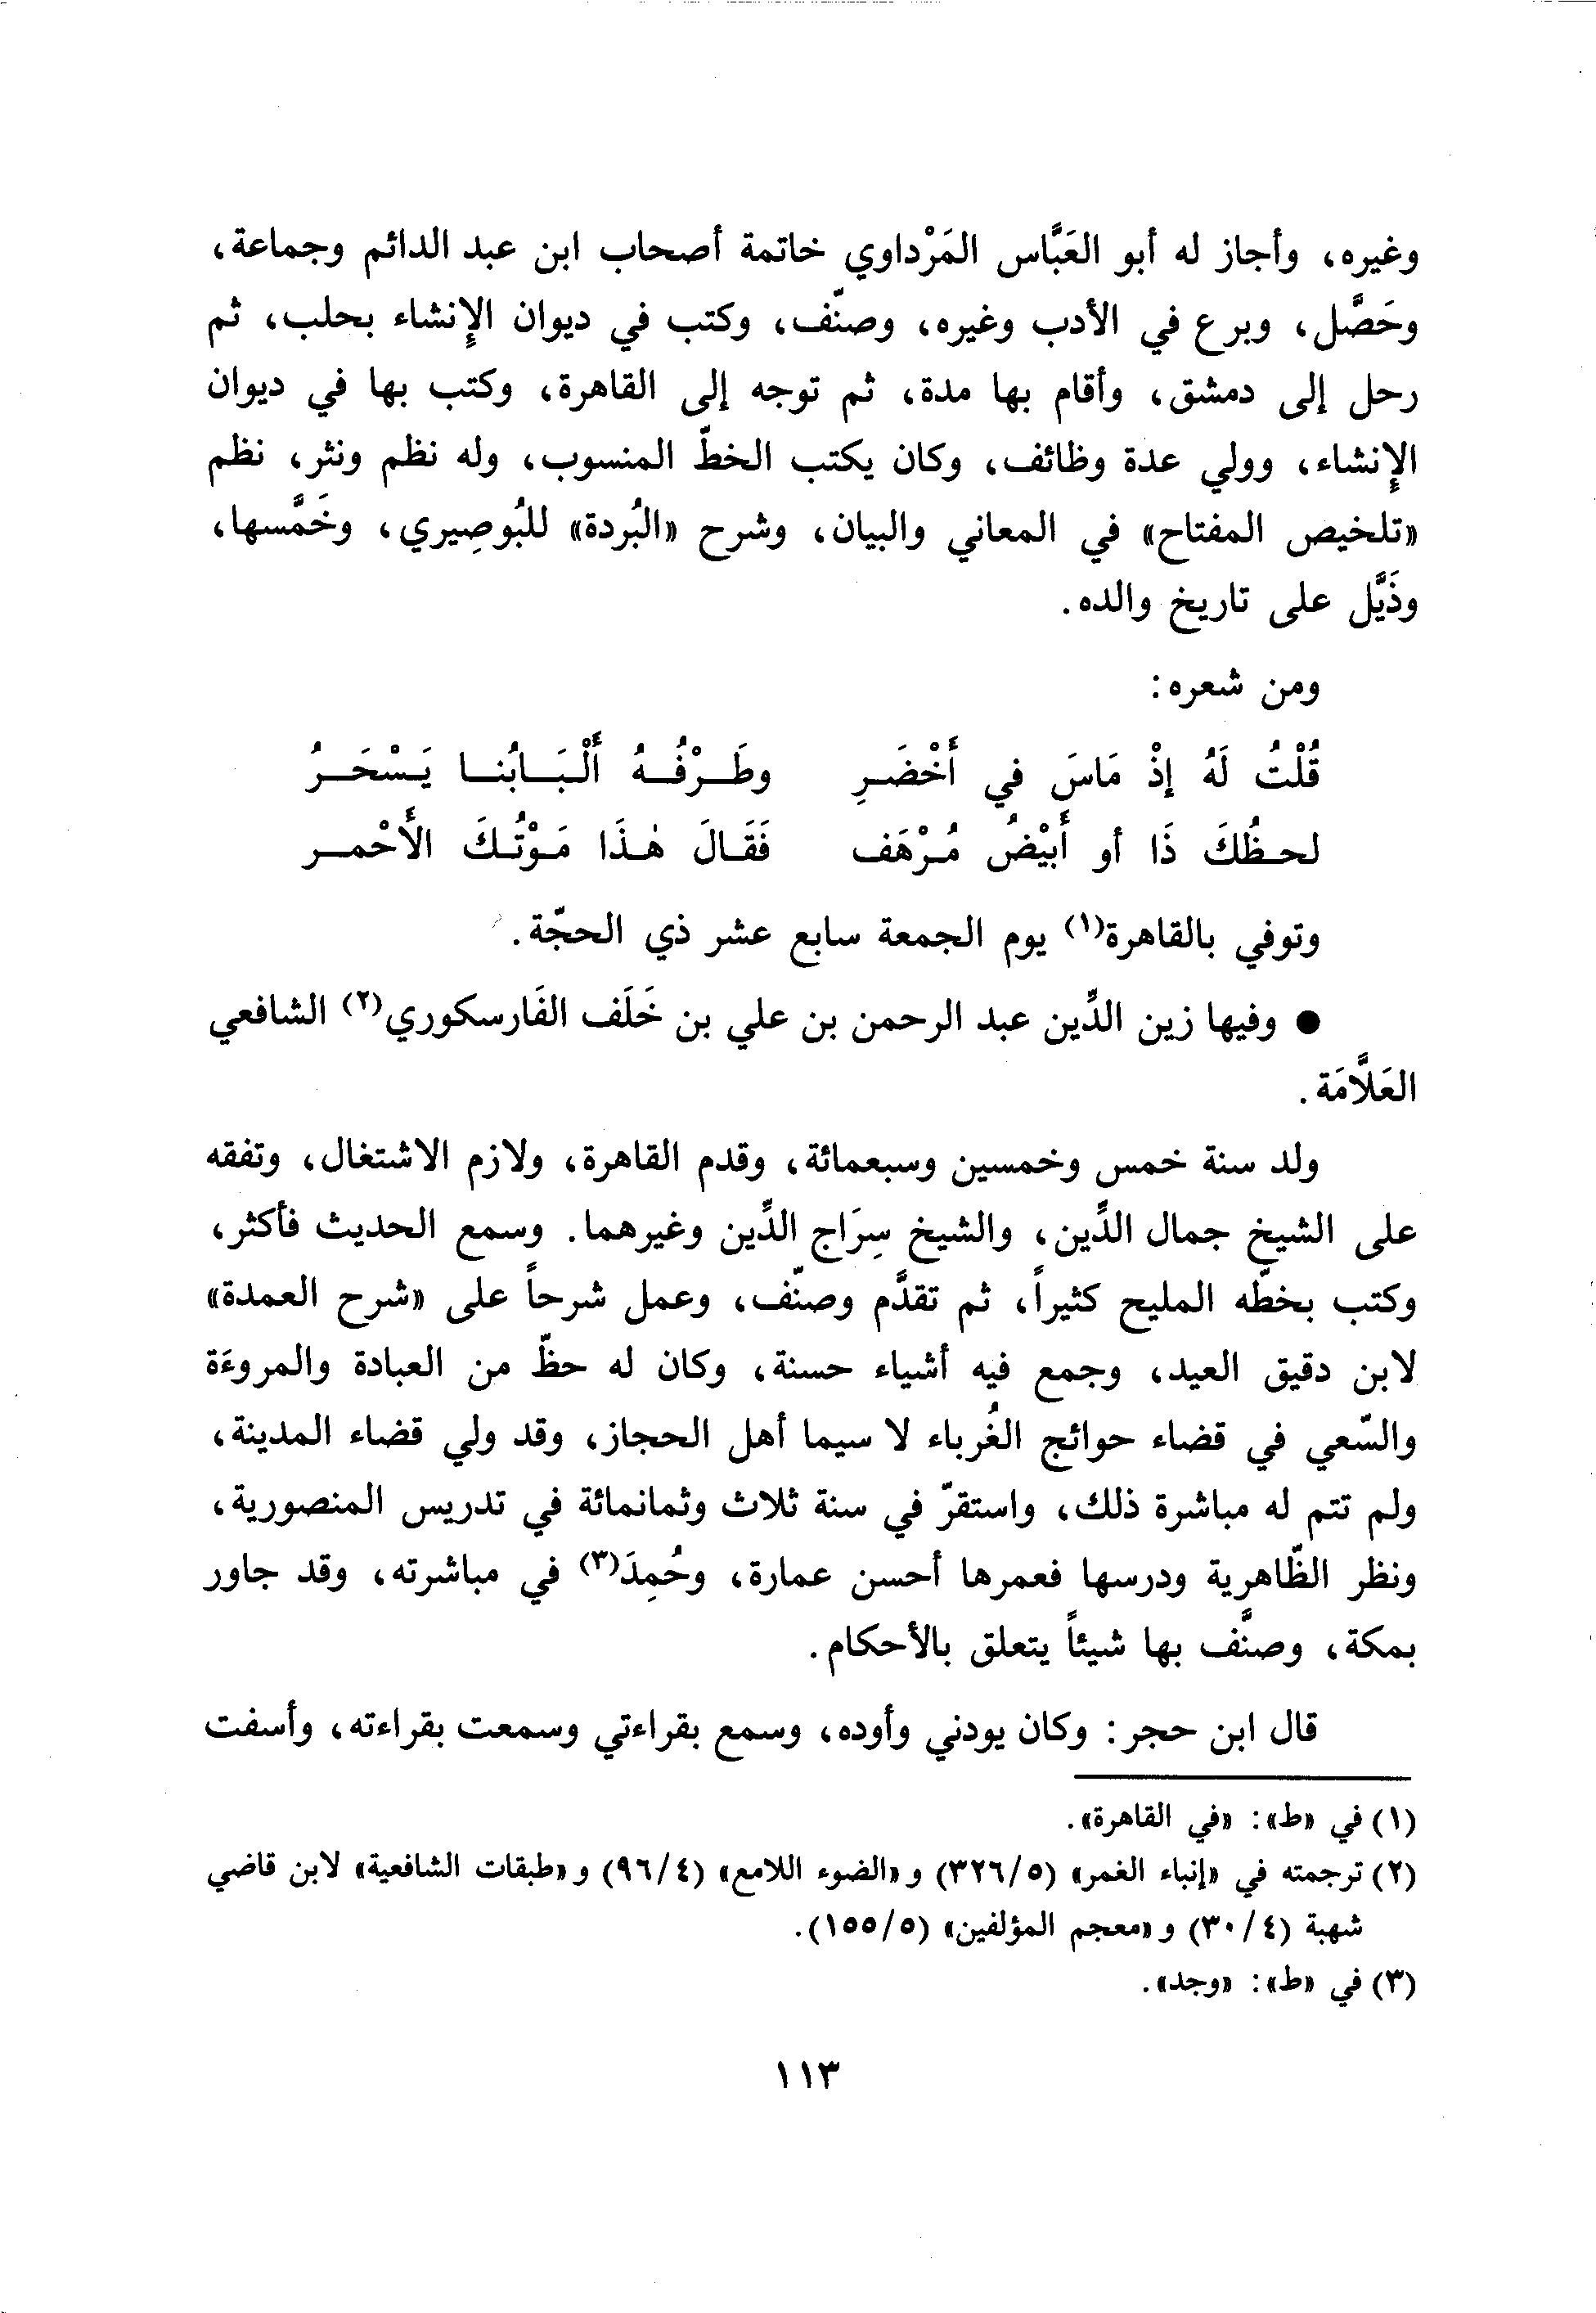 وغيره، وأجاز له أبو العَبَّاس المَرْداوي خاتمة أصحاب ابن عبد الدائم وجماعة،
وحَصَّل، وبرع في الأدب وغيره، وصنّف، وكتب في ديوان الإنشاء بحلب، ثم
رحل إلى دمشق، وأقام بها مدة، ثم توجه إلى القاهرة، وكتب بها في ديوان
الإنشاء، وولي عدة وظائف، وكان يكتب الخطّ المنسوب، وله نظم ونثر، نظم
«تلخيص المفتاح» في المعاني والبيان، وشرح «البُردة» للبُوصِيري، وخَمَّسها،
وذَيَّل على تاريخ والده.
ومن شعره:
قُلْتُ لَهُ إذْ مَاسَ في أَخْضَـرِ وطَـرْفُـهُ أَلْـبَـابُنـا يَـسْحَـرُ
لحـظُكَ ذَا أو أَبْيْضُ مُـرْهَف فَقَـالَ هٰـذَا مَـوْتُـكَ الأَحْمـر
وتوفي بالقاهرة(١) يوم الجمعة سابع عشر ذي الحجّة.
● وفيها زين الدِّين عبد الرحمن بن علي بن خَلَف الفَارسكوري(٢) الشافعي
العَلَّامَة.
ولد سنة خمس وخمسين وسبعمائة، وقدم القاهرة، ولازم الاشتغال، وتفقه
على الشيخ جمال الدِّين، والشيخ سِرَاج الدِّين وغيرهما. وسمع الحديث فأكثر،
وكتب بخطّه المليح كثيراً، ثم تقدَّم وصنّف، وعمل شرحاً على «شرح العمدة»
لابن دقيق العيد، وجمع فيه أشياء حسنة، وكان له حظّ من العبادة والمروءَة
والسّعي في قضاء حوائج الغُرباء لا سيما أهل الحجاز، وقد ولي قضاء المدينة،
ولم تتم له مباشرة ذلك، واستقرّ في سنة ثلاث وثمانمائة في تدريس المنصورية،
ونظر الظّاهرية ودرسها فعمرها أحسن عمارة، وحُمِدَ(٣) في مباشرته، وقد جاور
بمكة، وصنَّف بها شيئاً يتعلق بالأحكام.
قال ابن حجر: وكان يودني وأوده، وسمع بقراءتي وسمعت بقراءته، وأسفت
(١) في «ط»: «في القاهرة».
(٢) ترجمته في «إنباء الغمر» (٣٢٦/٥) و«الضوء اللامع» (٩٦/٤) و«طبقات الشافعية» لابن قاضي
شهبة (٣٠/٤) و«معجم المؤلفين» (١٥٥/٥).
(٣) في «ط»: «وجد».
١١٣